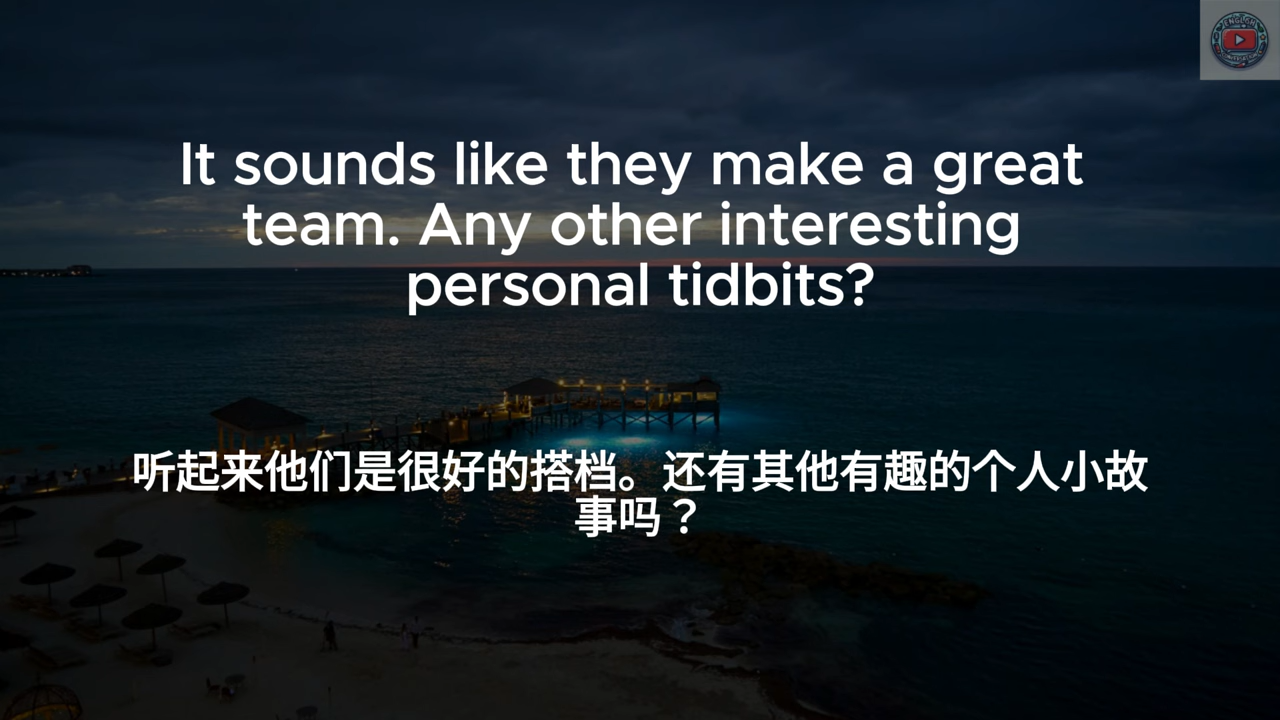 It sounds like they make a great
team. Any other interesting
personal tidbits?
听起来他们是很好的搭档。还有其他有趣的个人小故
事吗？
ENGLISH